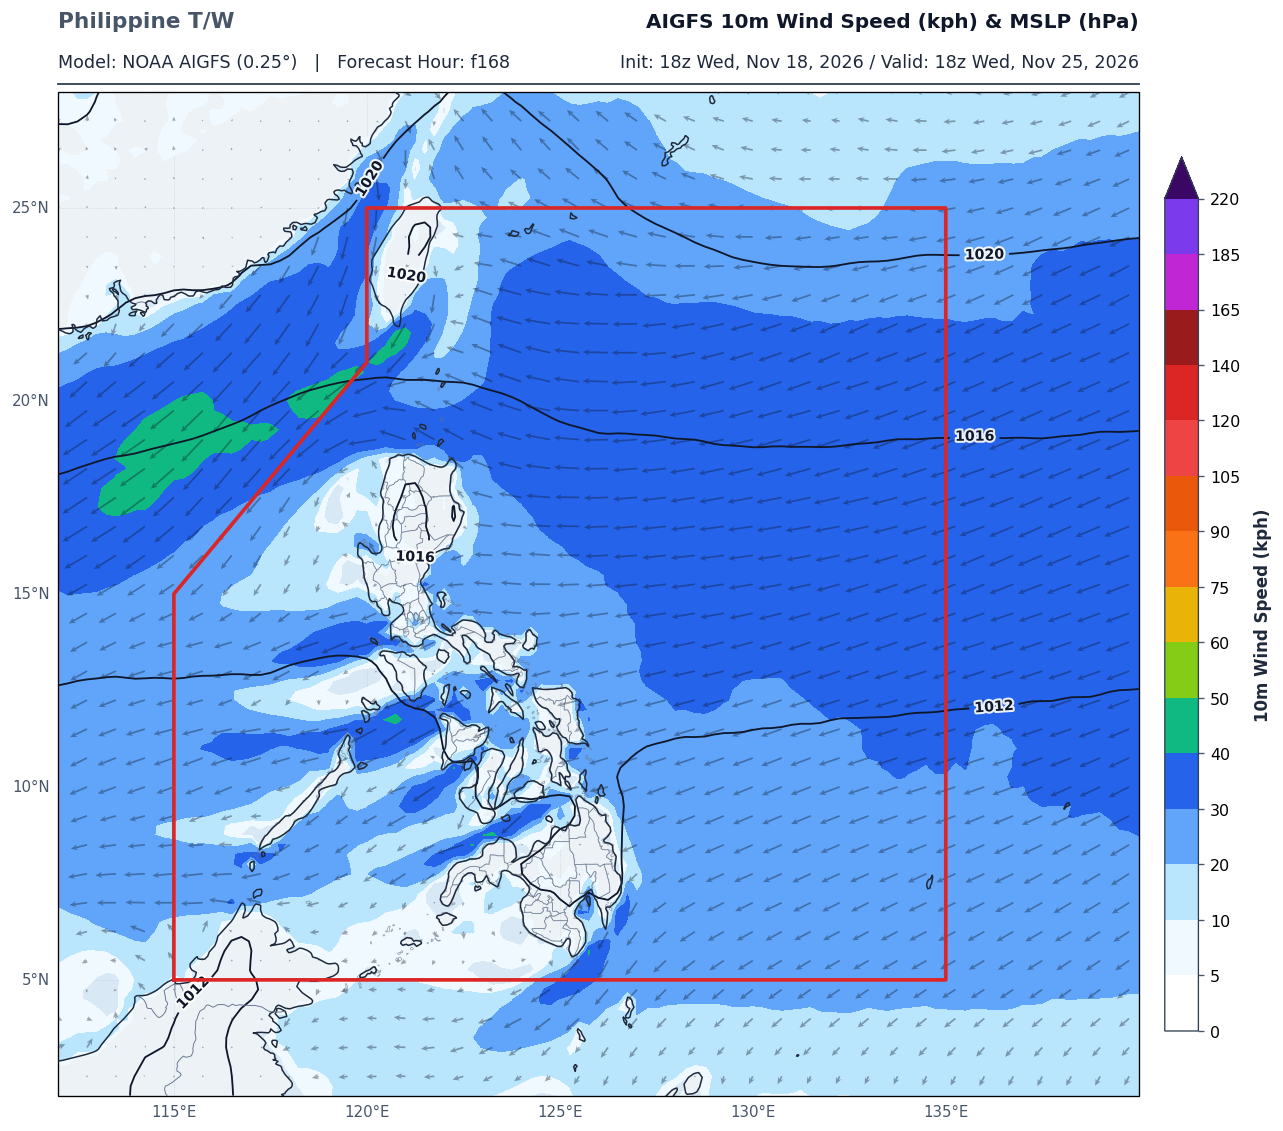 Philippine T/W
AIGFS 10m Wind Speed (kph) & MSLP (hPa)
Model: NOAA AIGFS (0.25°) | Forecast Hour: f168
Init: 18z Wed, Nov 18, 2026 / Valid: 18z Wed, Nov 25, 2026
25°N
20°N
15°N
10°N
5°N
115°E
120°E
125°E
130°E
135°E
1020
1020
1020
1016
1016
1012
1012
220
185
165
140
120
105
90
75
60
50
40
30
20
10
5
0
10m Wind Speed (kph)